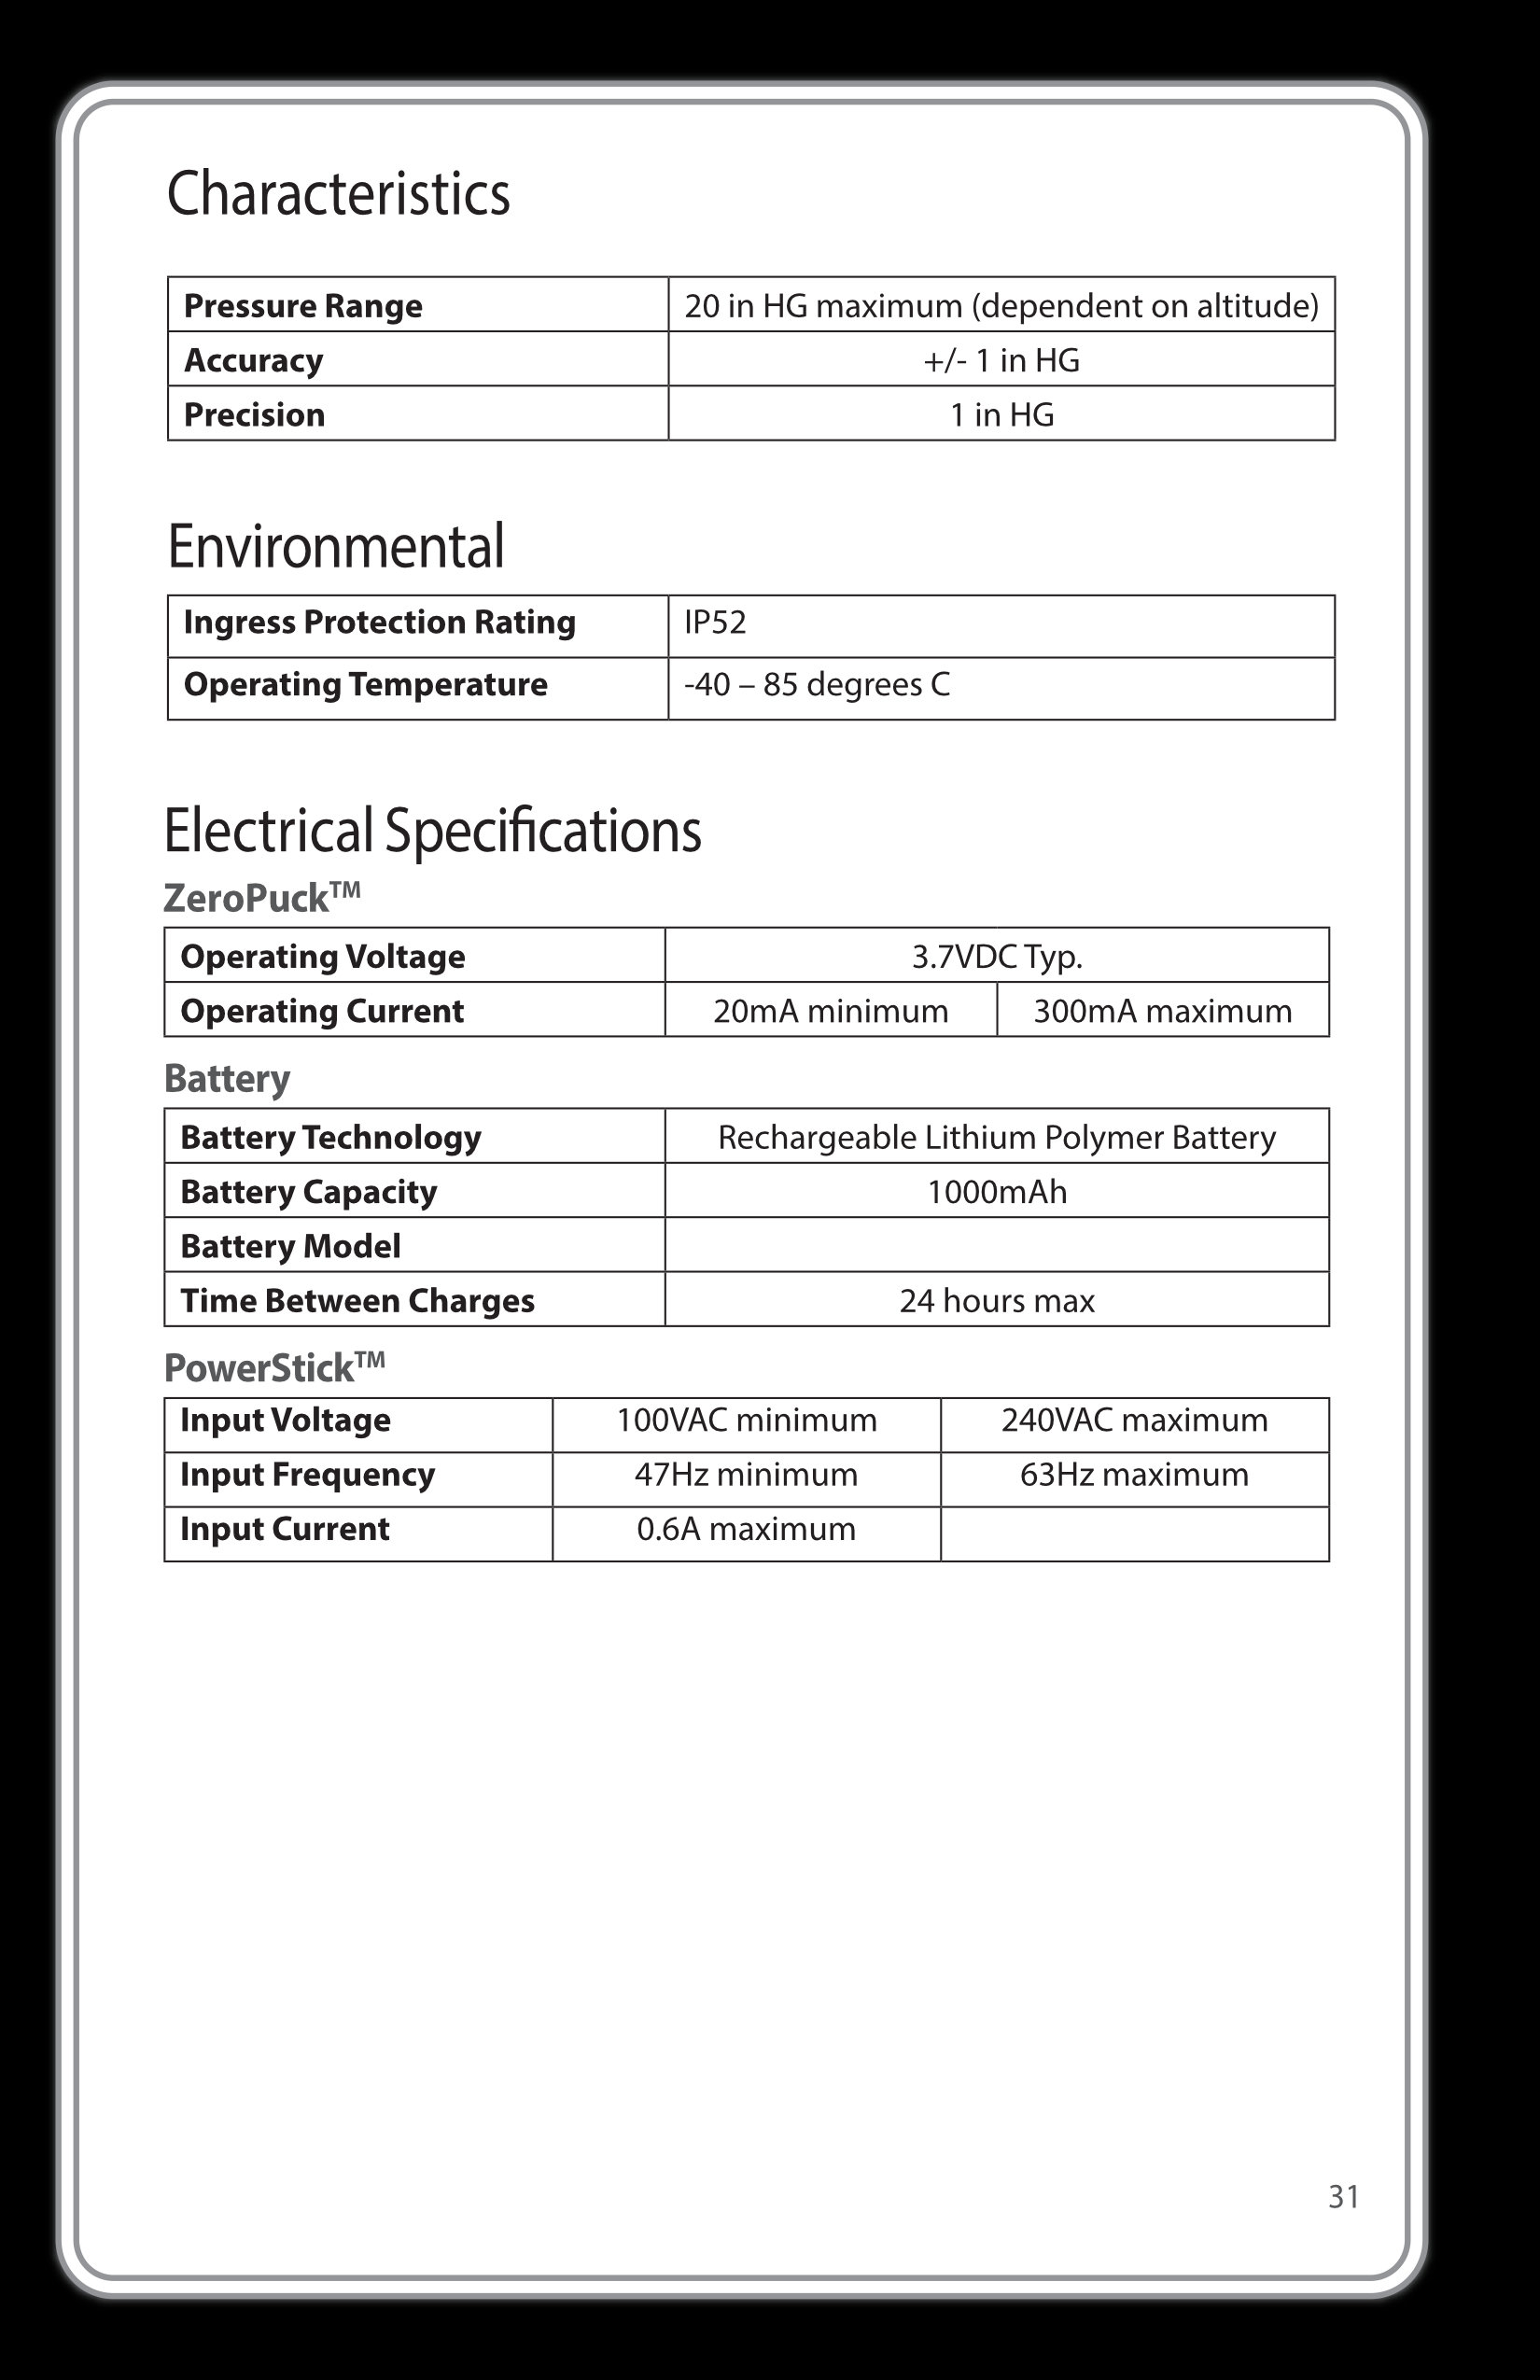 Characteristics
Pressure Range 20 in HG maximum (dependent on altitude)
Accuracy +/- 1 in HG
Precision 1 in HG
Environmental
Ingress Protection Rating IP52
Operating Temperature -40 – 85 degrees C
Electrical Specifications
ZeroPuck™
Operating Voltage 3.7VDC Typ.
Operating Current 20mA minimum 300mA maximum
Battery
Battery Technology Rechargeable Lithium Polymer Battery
Battery Capacity 1000mAh
Battery Model
Time Between Charges 24 hours max
PowerStick™
Input Voltage 100VAC minimum 240VAC maximum
Input Frequency 47Hz minimum 63Hz maximum
Input Current 0.6A maximum
31